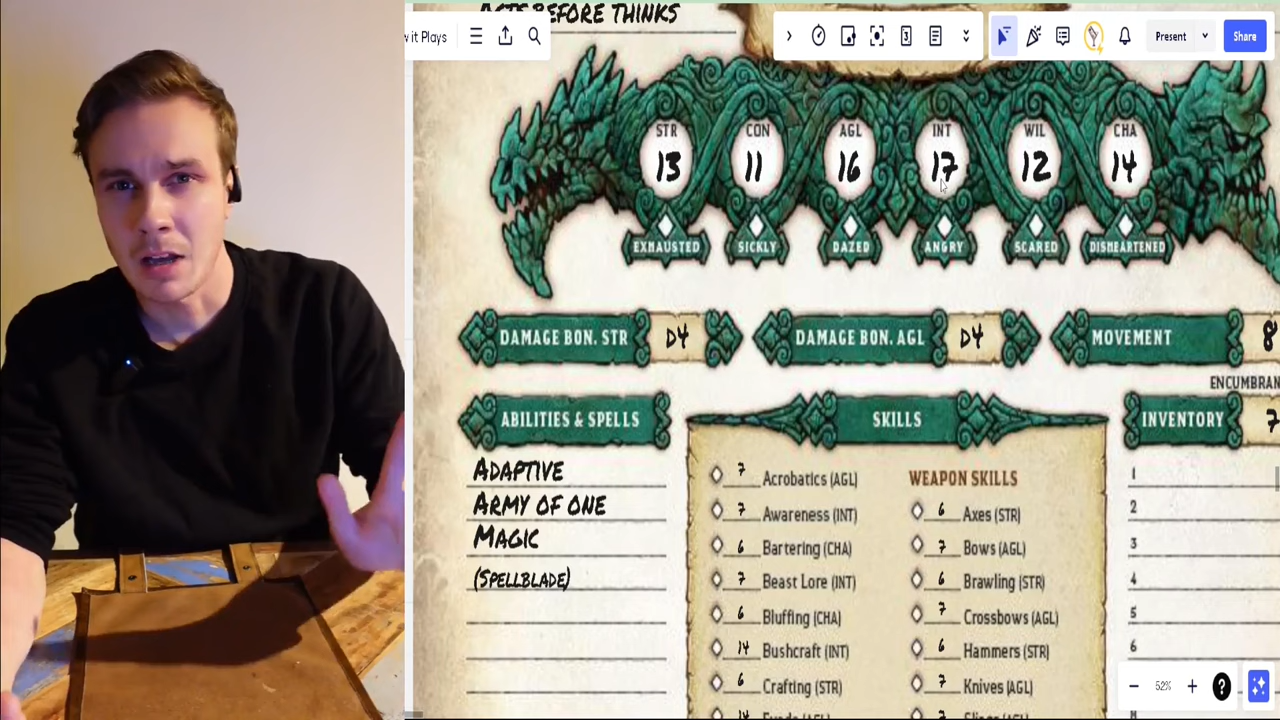 ACTS BEFORE THINKS
it Plays
Present
Share
STR
CON
AGL
INT
WIL
CHA
13
11
16
17
12
14
EXHAUSTED
SICKLY
DAZED
ANGRY
SCARED
DISHEARTENED
DAMAGE BON. STR
D4
DAMAGE BON. AGL
D4
MOVEMENT
8
ABILITIES & SPELLS
ADAPTIVE
ARMY OF ONE
MAGIC
(SPELLBLADE)
SKILLS
7 Acrobatics (AGL)
7 Awareness (INT)
6 Bartering (CHA)
7 Beast Lore (INT)
6 Bluffing (CHA)
14 Bushcraft (INT)
6 Crafting (STR)
WEAPON SKILLS
6 Axes (STR)
7 Bows (AGL)
6 Brawling (STR)
7 Crossbows (AGL)
6 Hammers (STR)
7 Knives (AGL)
ENCUMBRAN
INVENTORY
7
1
2
3
4
5
6
52%